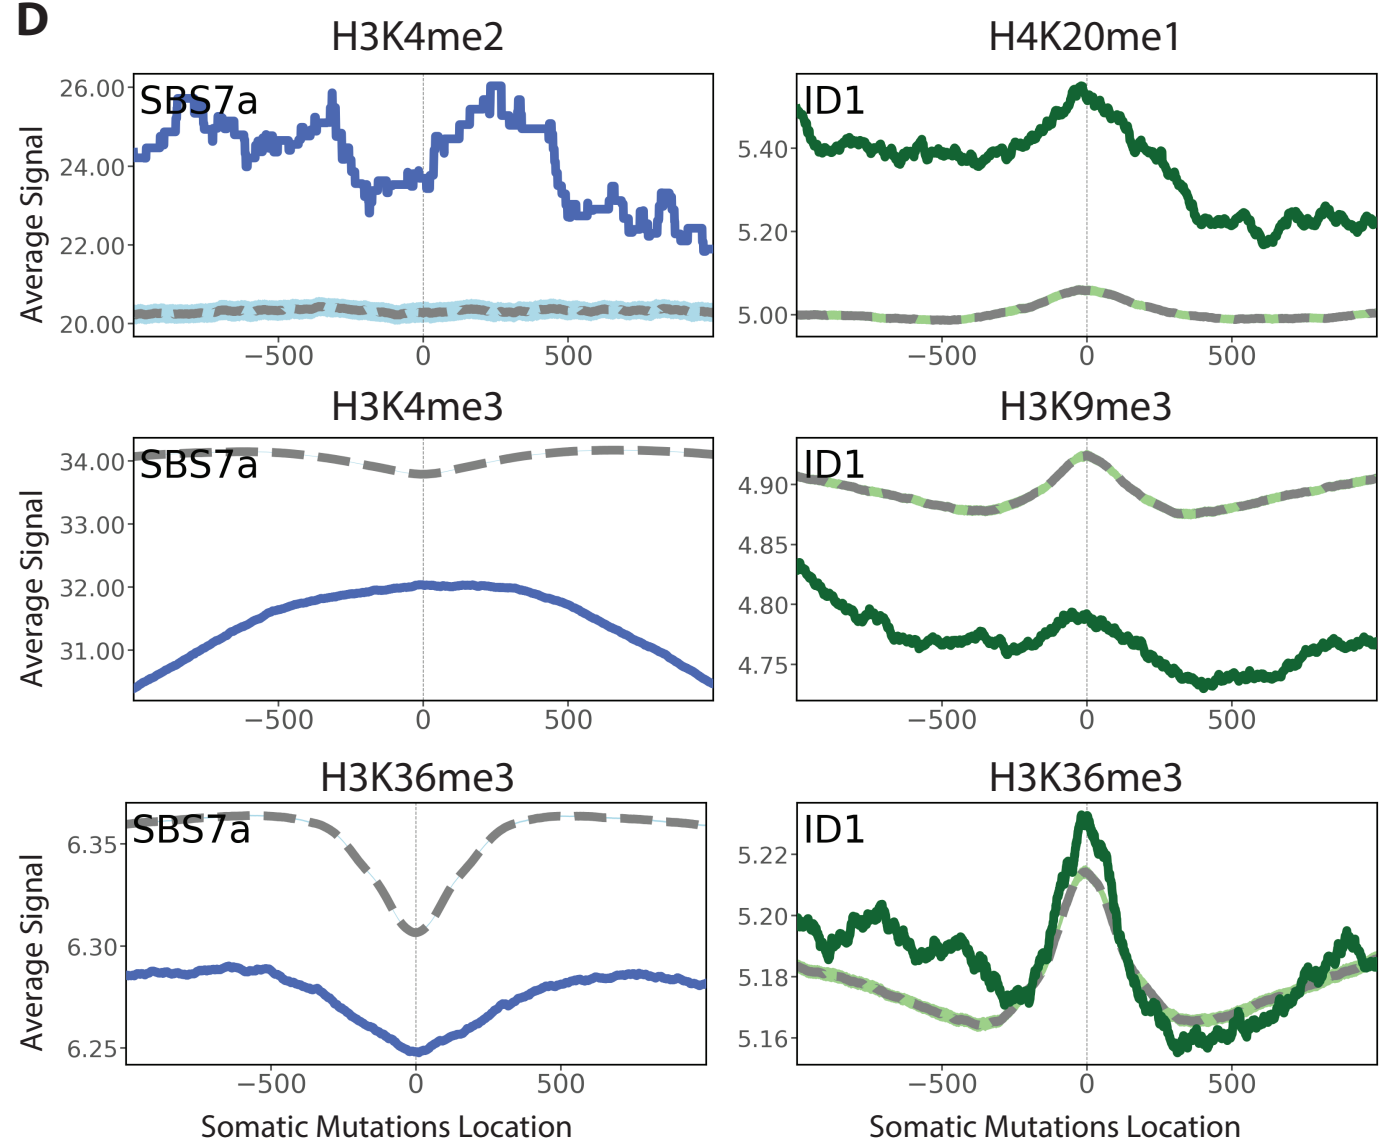 D
H3K4me2
H4K20me1
Average Signal
26.00
24.00
22.00
20.00
SBS7a
−500
0
500
5.40
5.20
5.00
ID1
−500
0
500
H3K4me3
H3K9me3
Average Signal
34.00
33.00
32.00
31.00
SBS7a
−500
0
500
4.90
4.85
4.80
4.75
ID1
−500
0
500
H3K36me3
H3K36me3
Average Signal
6.35
6.30
6.25
SBS7a
−500
0
500
5.22
5.20
5.18
5.16
ID1
−500
0
500
Somatic Mutations Location
Somatic Mutations Location